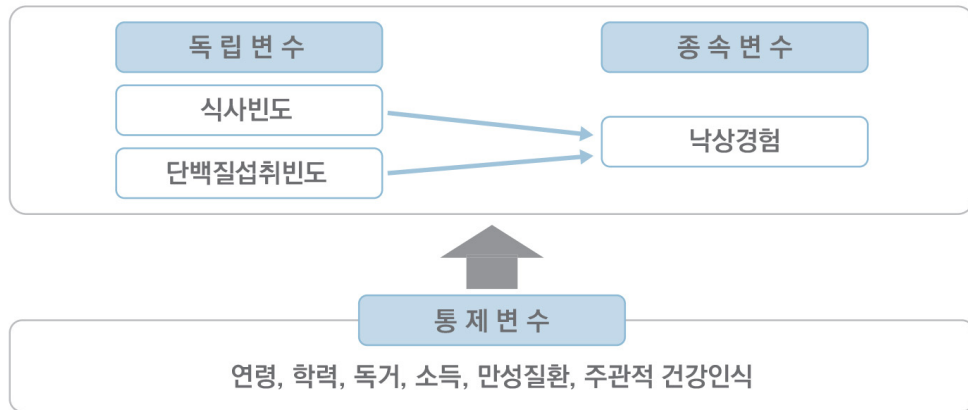 독립변수
종속변수
식사빈도
낙상경험
단백질섭취빈도
통제변수
연령, 학력, 독거, 소득, 만성질환, 주관적 건강인식